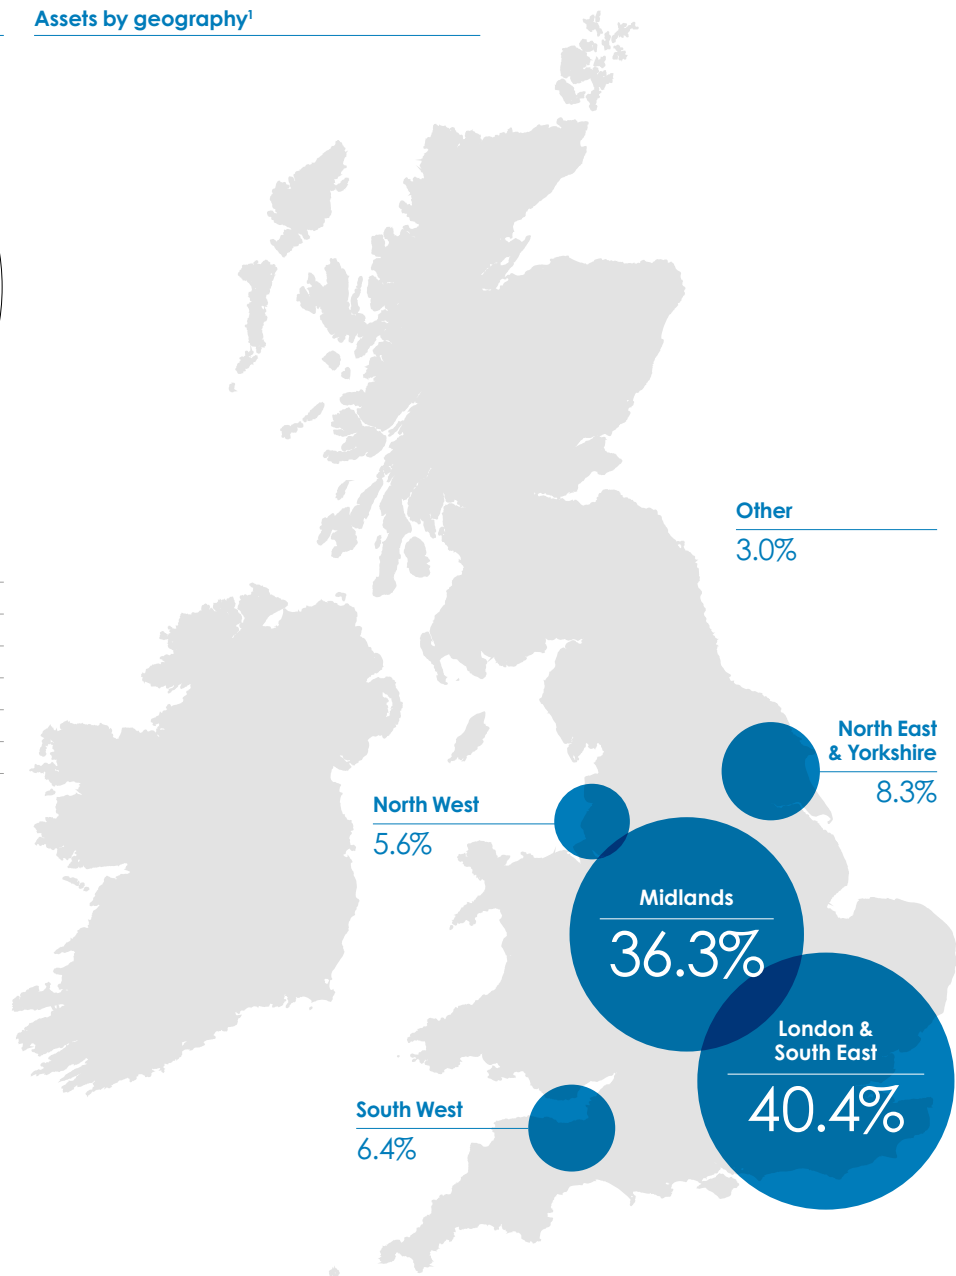 Assets by geography¹
Other
3.0%
North East
& Yorkshire
8.3%
North West
5.6%
Midlands
36.3%
London &
South East
40.4%
South West
6.4%